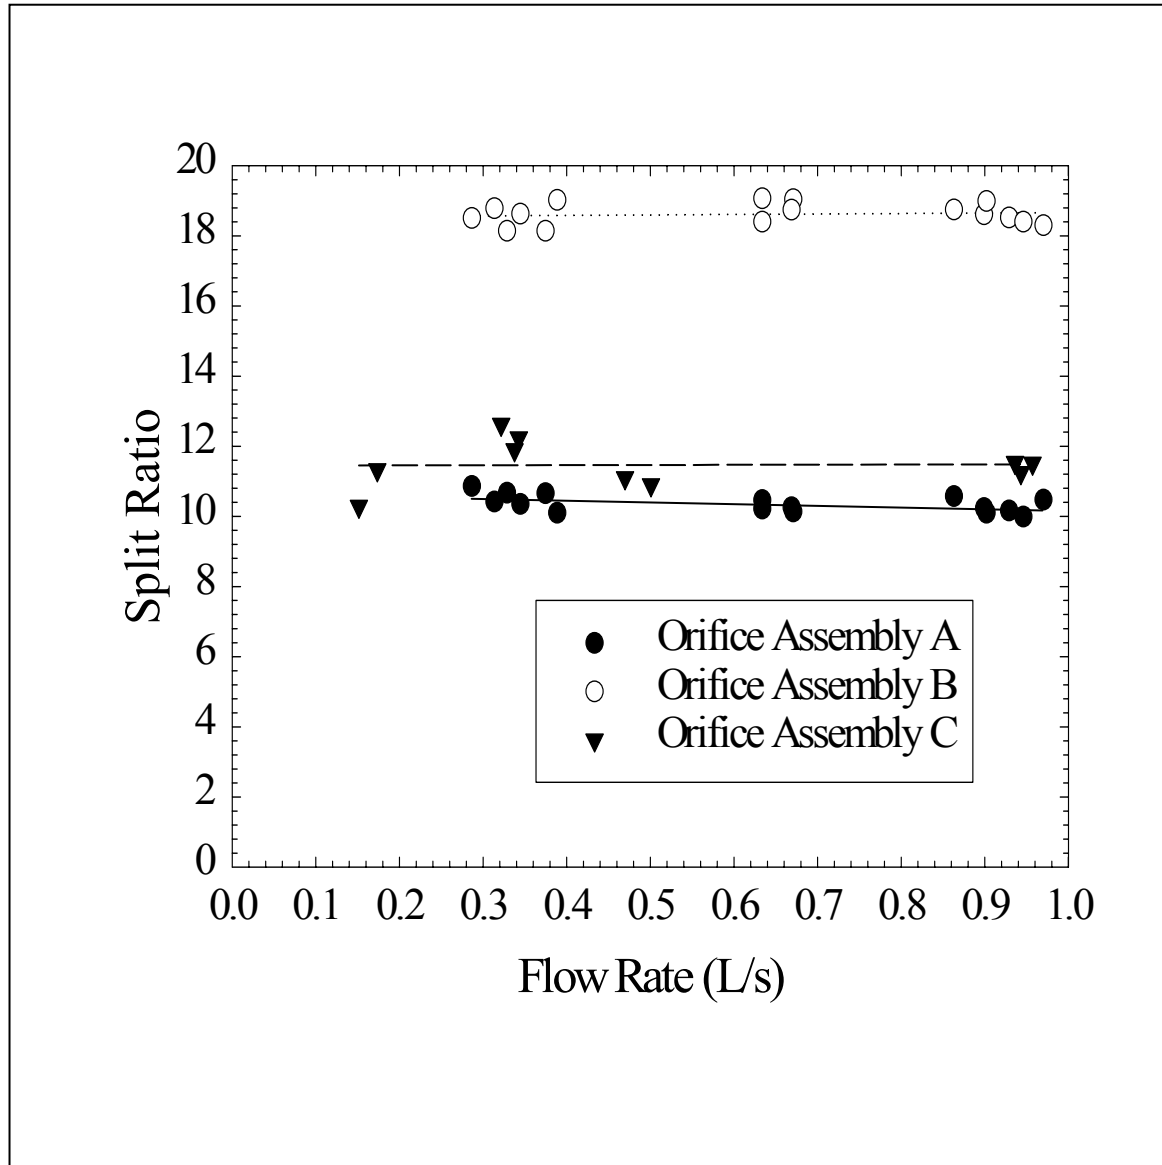 20
18
16
14
12
10
8
6
4
2
0
Split Ratio
Orifice Assembly A
Orifice Assembly B
Orifice Assembly C
0.0 0.1 0.2 0.3 0.4 0.5 0.6 0.7 0.8 0.9 1.0
Flow Rate (L/s)